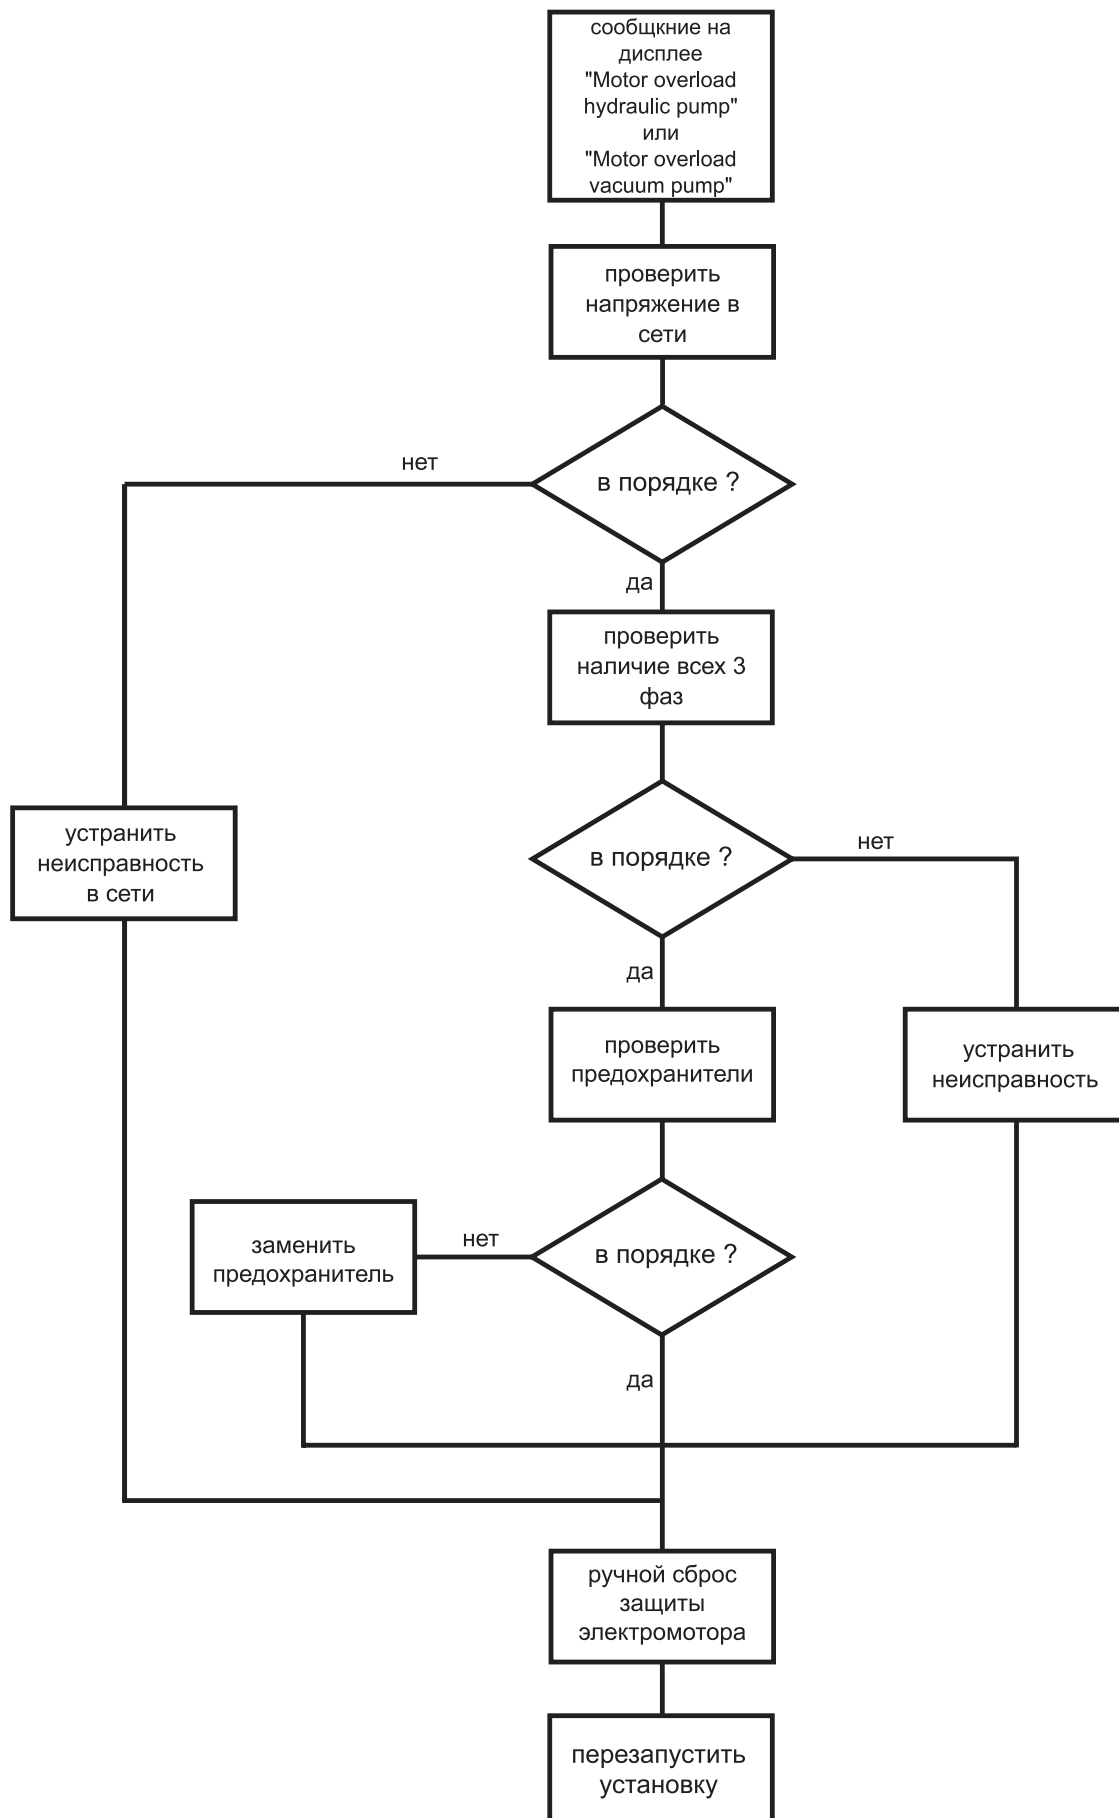 сообщкние на
дисплее
"Motor overload
hydraulic pump"
или
"Motor overload
vacuum pump"
проверить
напряжение в
сети
нет
в порядке ?
да
проверить
наличие всех 3
фаз
устранить
неисправность
в сети
в порядке ?
нет
да
проверить
предохранители
устранить
неисправность
заменить
предохранитель
нет
в порядке ?
да
ручной сброс
защиты
электромотора
перезапустить
установку